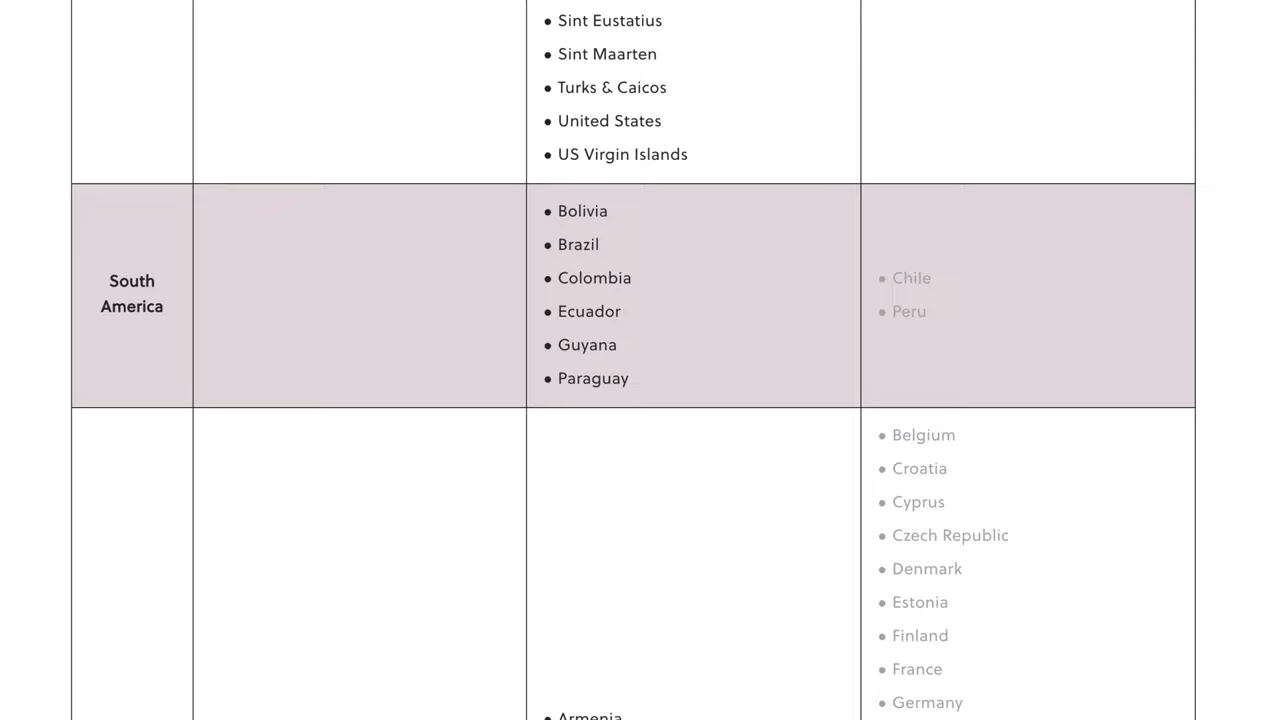 • Sint Eustatius
• Sint Maarten
• Turks & Caicos
• United States
• US Virgin Islands
South
America
• Bolivia
• Brazil
• Colombia
• Ecuador
• Guyana
• Paraguay
• Chile
• Peru
• Armenia
• Belgium
• Croatia
• Cyprus
• Czech Republic
• Denmark
• Estonia
• Finland
• France
• Germany